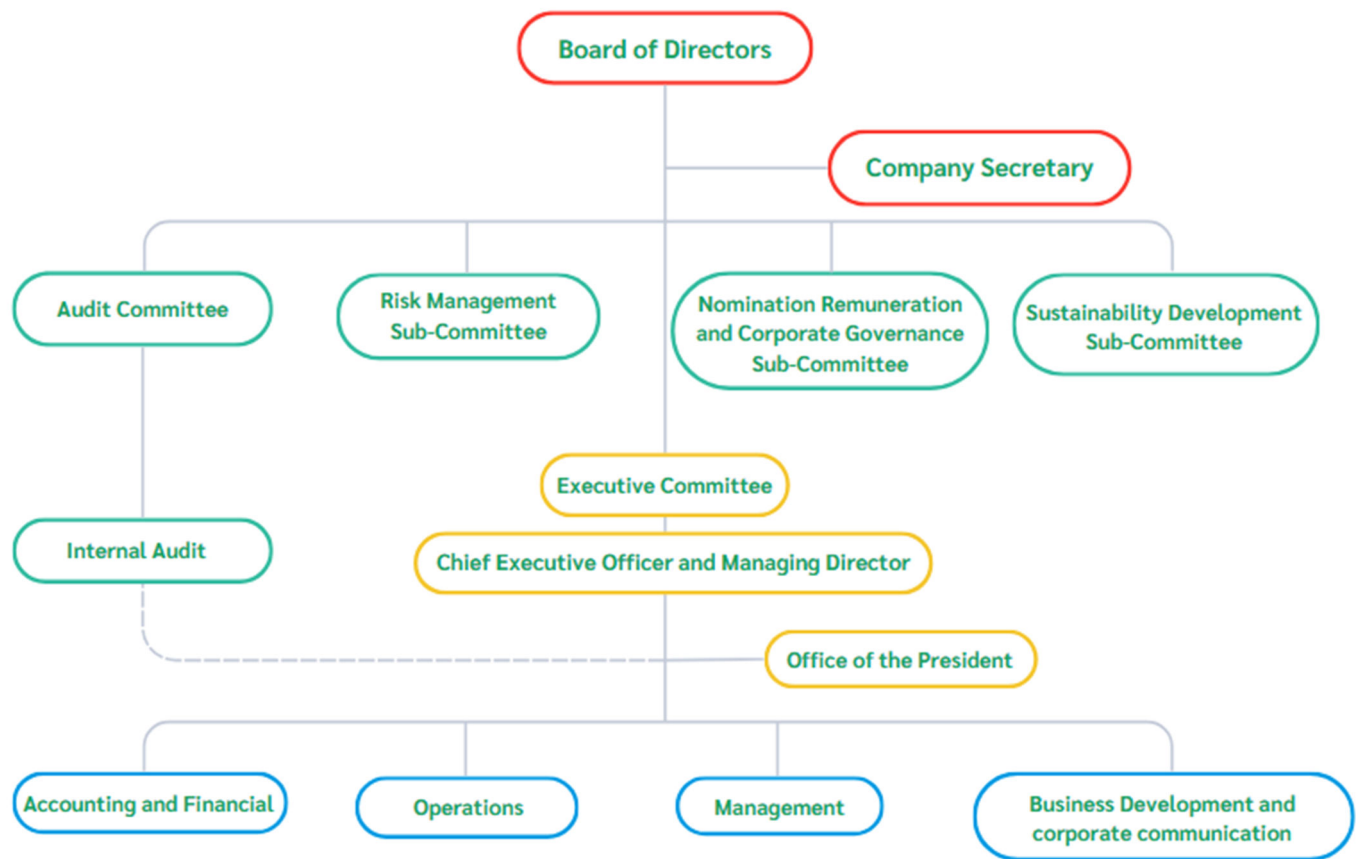 Board of Directors
Company Secretary
Audit Committee
Risk Management
Sub-Committee
Nomination Remuneration
and Corporate Governance
Sub-Committee
Sustainability Development
Sub-Committee
Executive Committee
Internal Audit
Chief Executive Officer and Managing Director
Office of the President
Accounting and Financial
Operations
Management
Business Development and
corporate communication